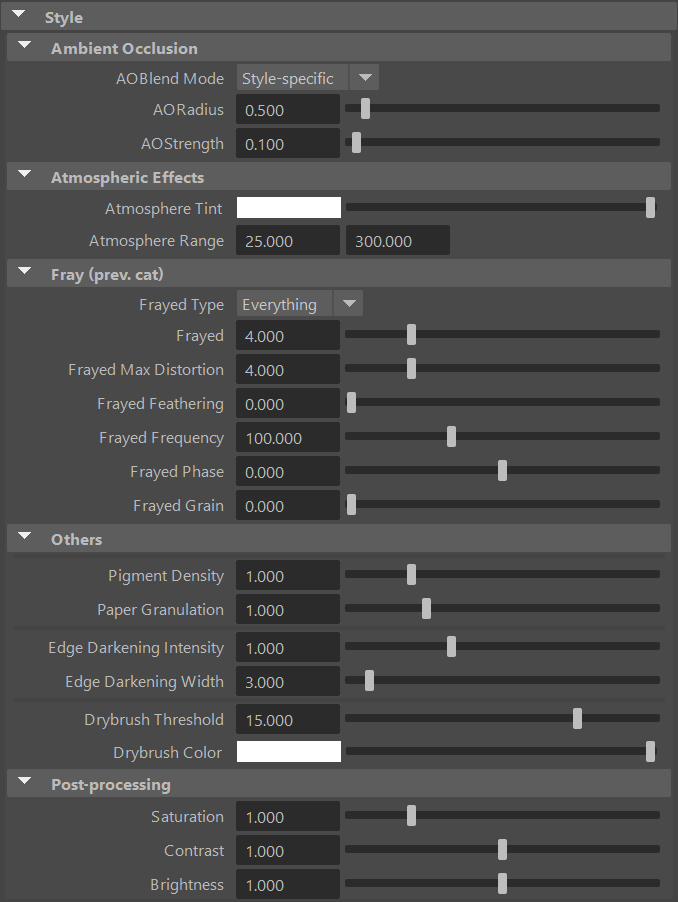 Style
Ambient Occlusion
AOBlend Mode Style-specific
AORadius 0.500
AOStrength 0.100
Atmospheric Effects
Atmosphere Tint
Atmosphere Range 25.000 300.000
Fray (prev. cat)
Frayed Type Everything
Frayed 4.000
Frayed Max Distortion 4.000
Frayed Feathering 0.000
Frayed Frequency 100.000
Frayed Phase 0.000
Frayed Grain 0.000
Others
Pigment Density 1.000
Paper Granulation 1.000
Edge Darkening Intensity 1.000
Edge Darkening Width 3.000
Drybrush Threshold 15.000
Drybrush Color
Post-processing
Saturation 1.000
Contrast 1.000
Brightness 1.000